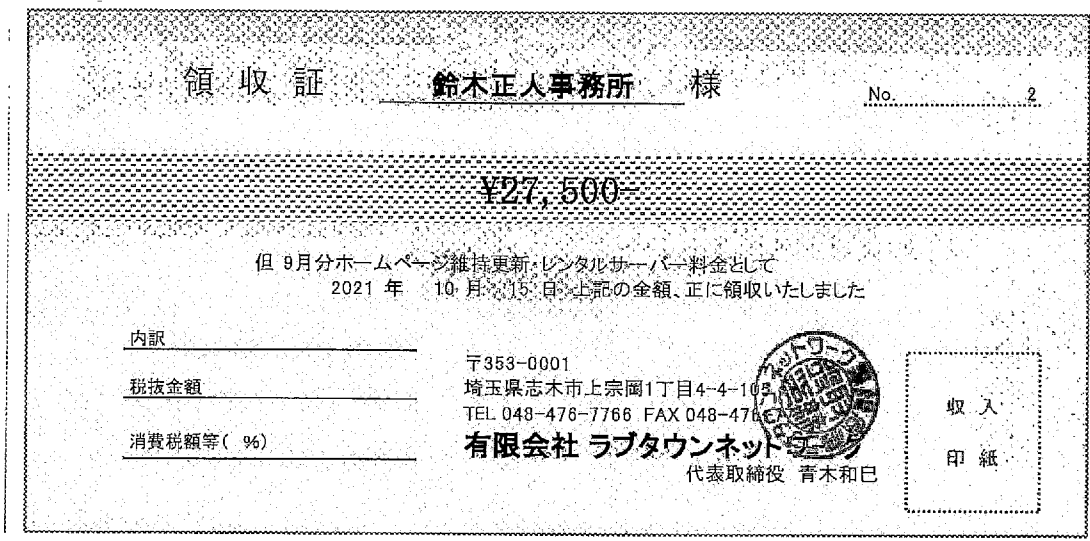 領収証 鈴木正人事務所 様 No. 2
¥27,500-
但 9月分ホームページ維持更新・レンタルサーバー料金として
2021 年 10 月 15 日 上記の金額、正に領収いたしました
内訳
税抜金額
消費税額等( %)
〒353-0001
埼玉県志木市上宗岡1丁目4-4-10
TEL 048-476-7766 FAX 048-476
有限会社 ラブタウンネットワーク
代表取締役 青木和巳
収入
印紙